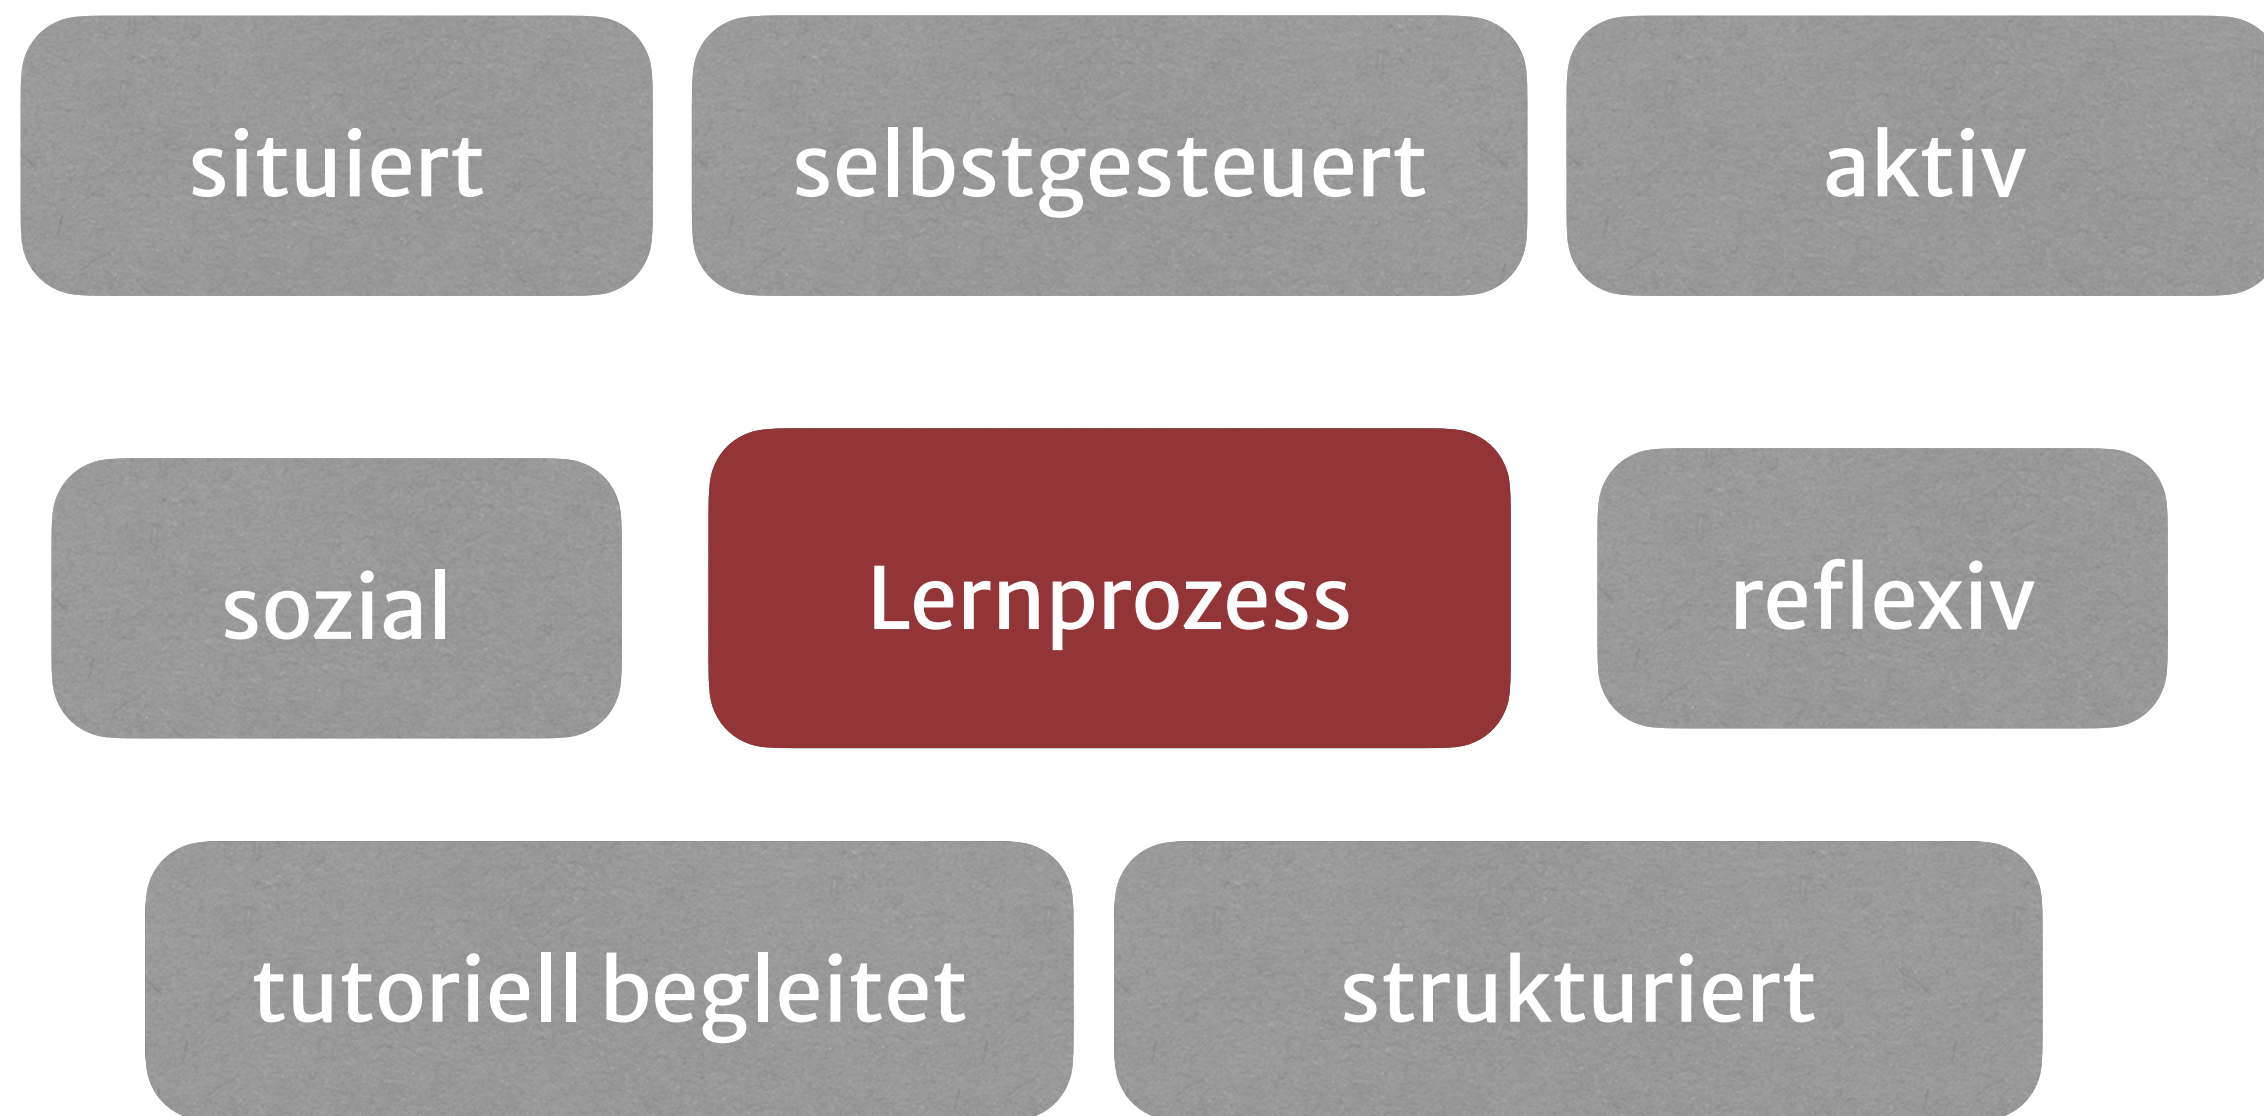 situiert
selbstgesteuert
aktiv
sozial
Lernprozess
reflexiv
tutoriell begleitet
strukturiert